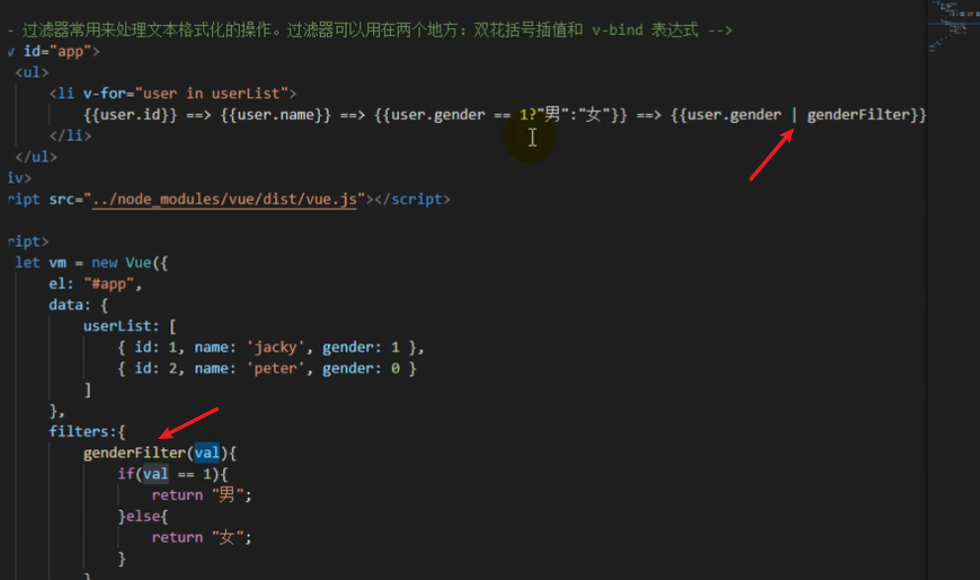 - 过滤器常用来处理文本格式化的操作。过滤器可以用在两个地方：双花括号插值和 v-bind 表达式 -->
v id="app">
<ul>
<li v-for="user in userList">
{{user.id}} ==> {{user.name}} ==> {{user.gender == 1?"男":"女"}} ==> {{user.gender | genderFilter}}
</li>
</ul>
iv>
ript src="../node_modules/vue/dist/vue.js"></script>
ript>
let vm = new Vue({
el: "#app",
data: {
userList: [
{ id: 1, name: 'jacky', gender: 1 },
{ id: 2, name: 'peter', gender: 0 }
]
},
filters:{
genderFilter(val){
if(val == 1){
return "男";
}else{
return "女";
}
}